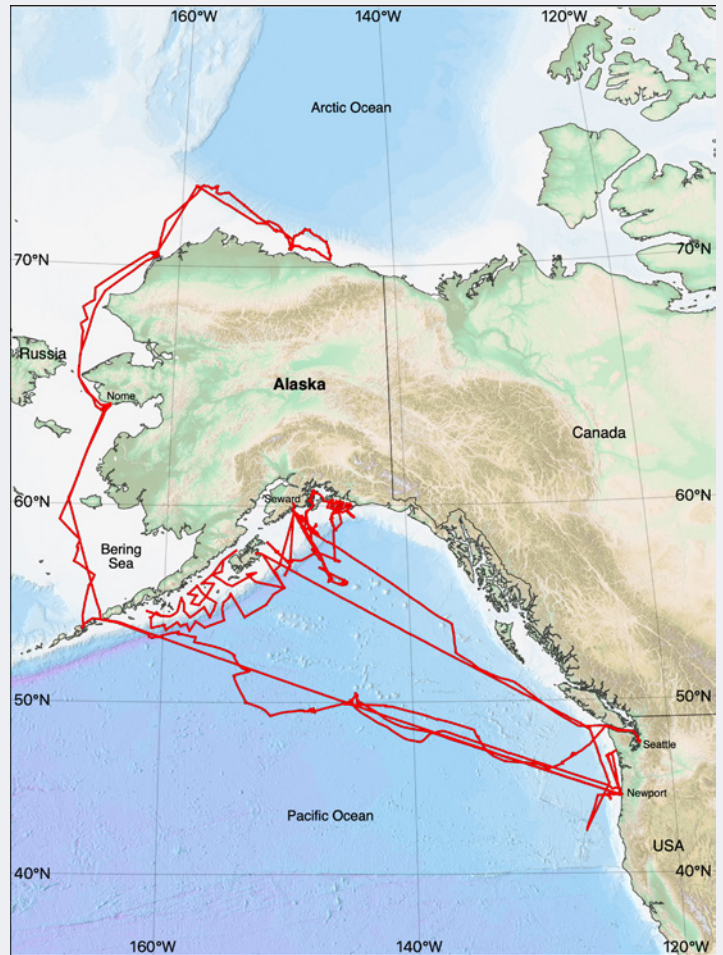 160°W
140°W
120°W
Arctic Ocean
70°N
70°N
Russia
Nome
Alaska
Canada
Seward
60°N
60°N
Bering
Sea
50°N
50°N
Seattle
Newport
Pacific Ocean
USA
40°N
40°N
160°W
140°W
120°W